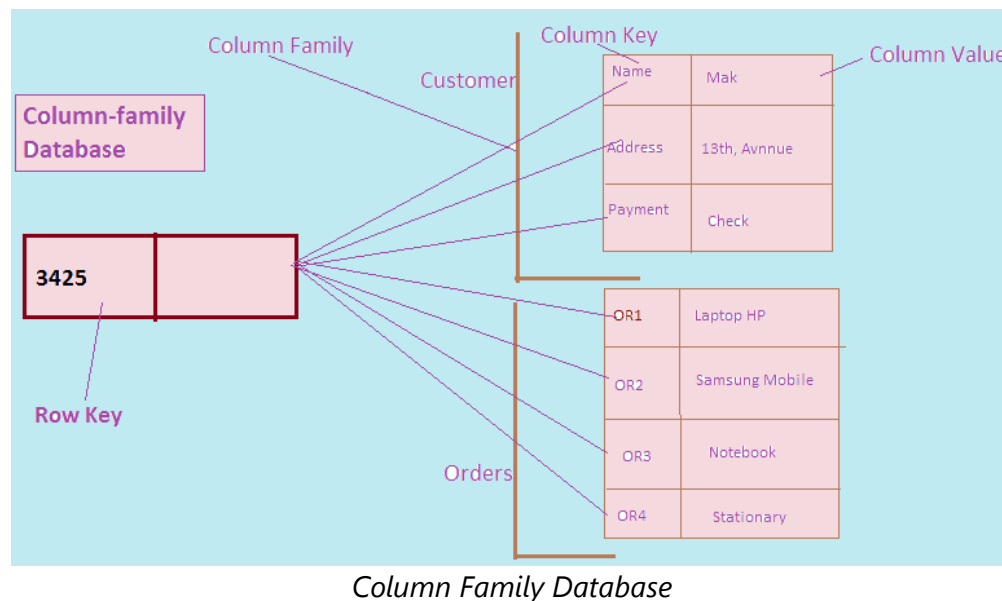 Column Family
Column Key
Column Value
Customer
Name
Mak
Column-family
Database
Address
13th, Avnnue
Payment
Check
3425
OR1
Laptop HP
OR2
Samsung Mobile
Row Key
OR3
Notebook
Orders
OR4
Stationary
Column Family Database